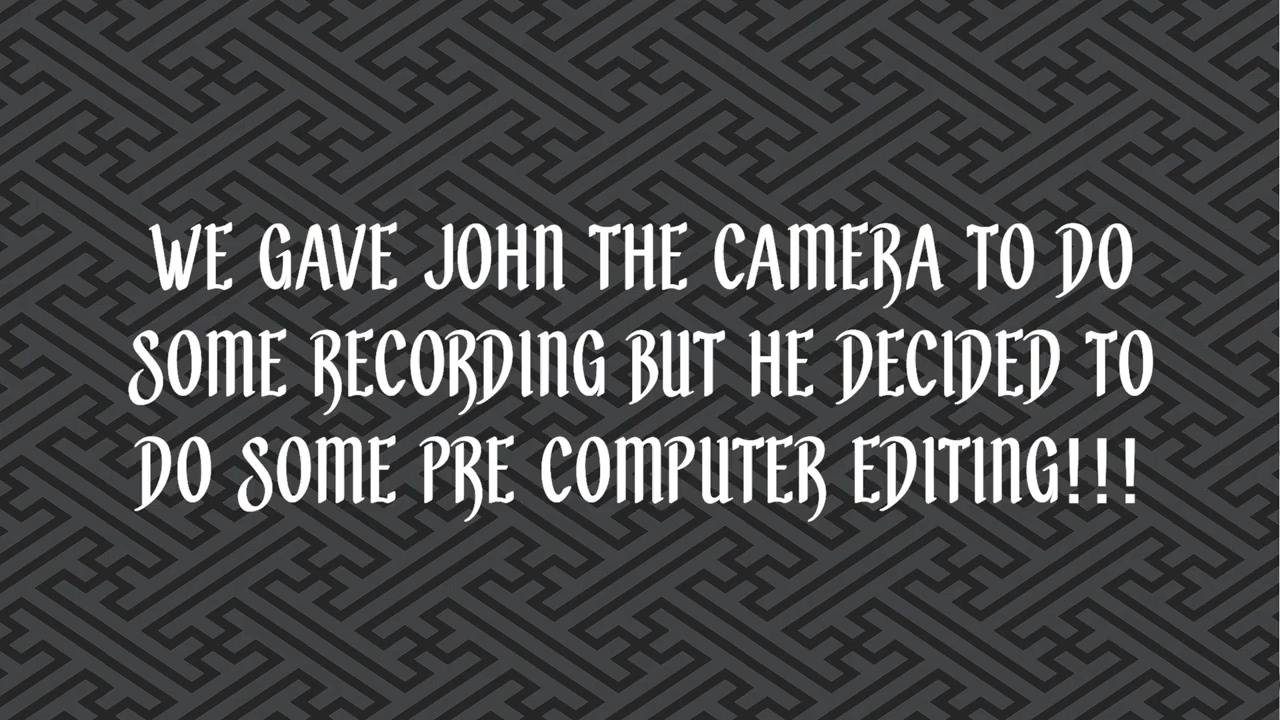 WE GAVE JOHN THE CAMERA TO DO
SOME RECORDING BUT HE DECIDED TO
DO SOME PRE COMPUTER EDITING!!!